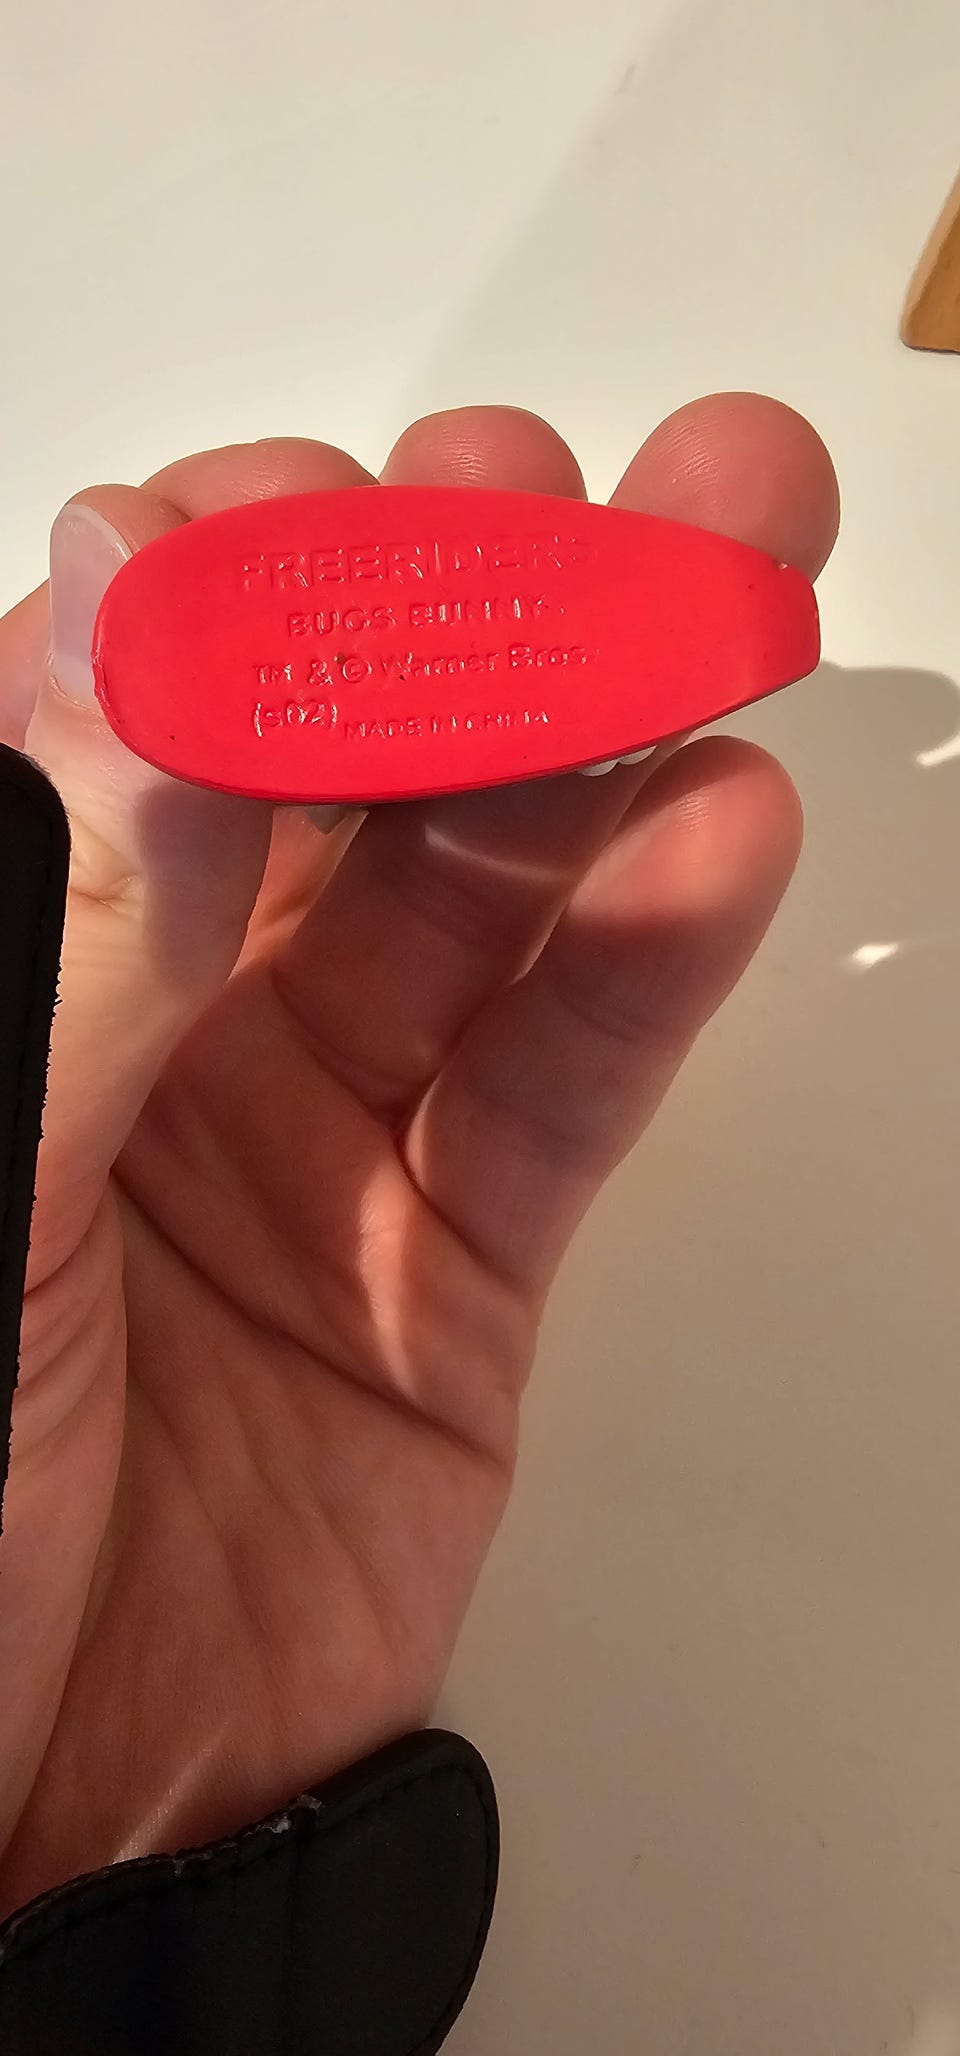 FREERIDERS
BUGS BUNNY.
™ & © Warner Bros.
(s02) MADE IN CHINA